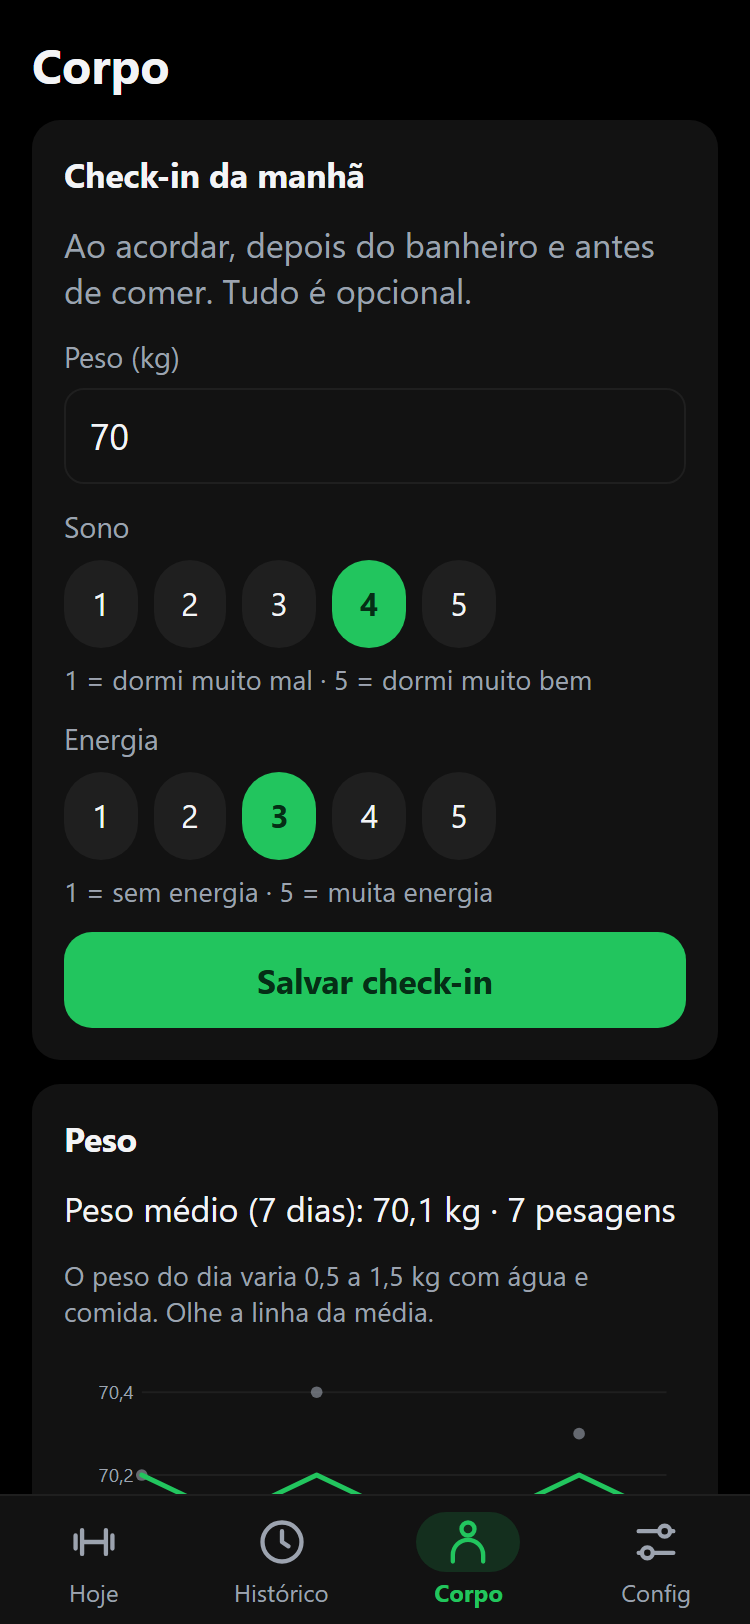 Corpo
Check-in da manhã
Ao acordar, depois do banheiro e antes
de comer. Tudo é opcional.
Peso (kg)
70
Sono
1 2 3 4 5
1 = dormi muito mal · 5 = dormi muito bem
Energia
1 2 3 4 5
1 = sem energia · 5 = muita energia
Salvar check-in
Peso
Peso médio (7 dias): 70,1 kg · 7 pesagens
O peso do dia varia 0,5 a 1,5 kg com água e
comida. Olhe a linha da média.
70,4
70,2
Hoje Histórico Corpo Config